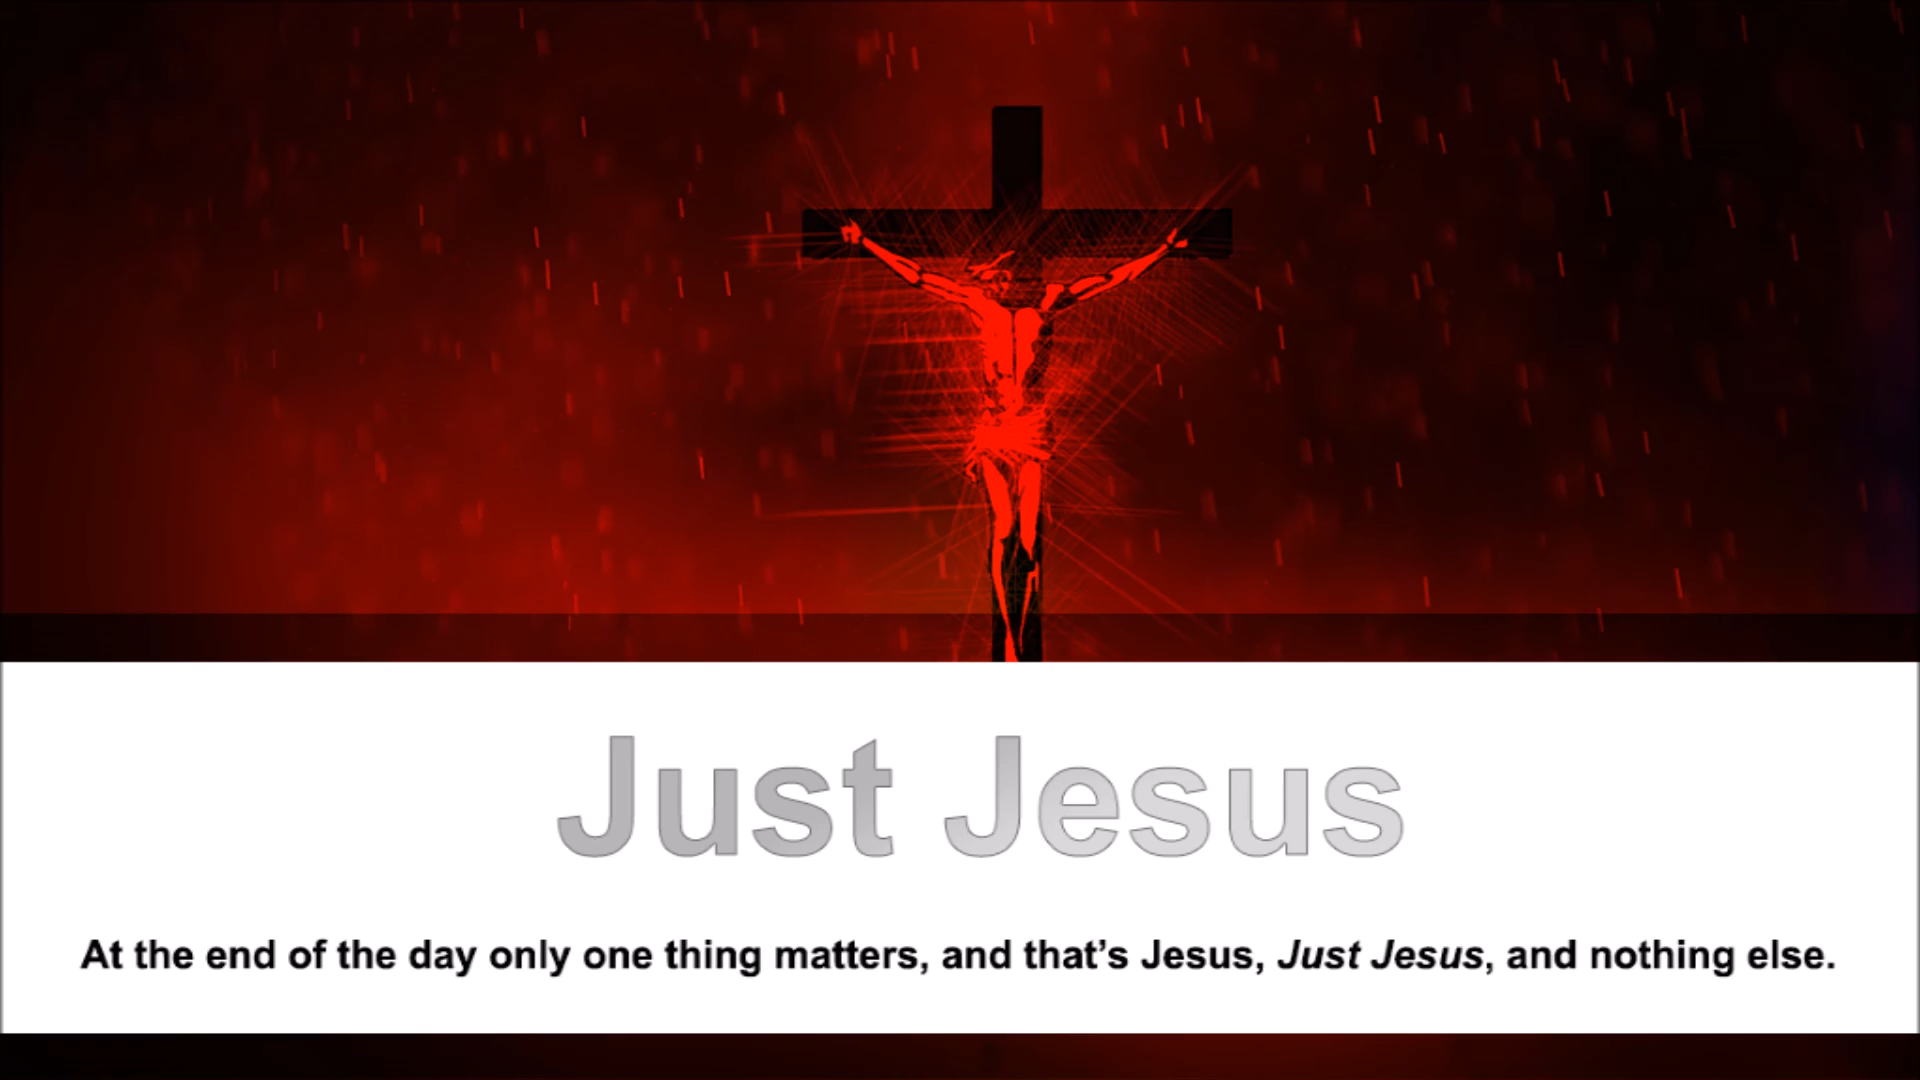 Just Jesus
At the end of the day only one thing matters, and that’s Jesus, Just Jesus, and nothing else.